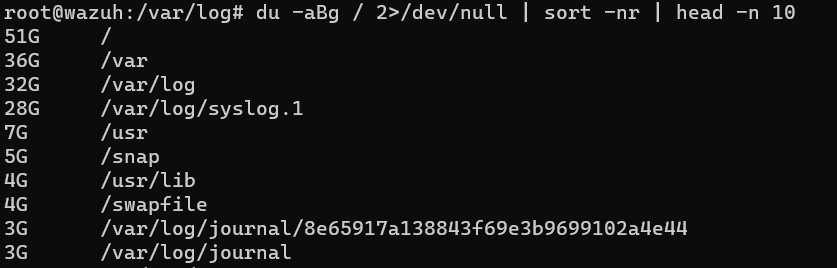 root@wazuh:/var/log# du -aBg / 2>/dev/null | sort -nr | head -n 10
51G /
36G /var
32G /var/log
28G /var/log/syslog.1
7G /usr
5G /snap
4G /usr/lib
4G /swapfile
3G /var/log/journal/8e65917a138843f69e3b9699102a4e44
3G /var/log/journal